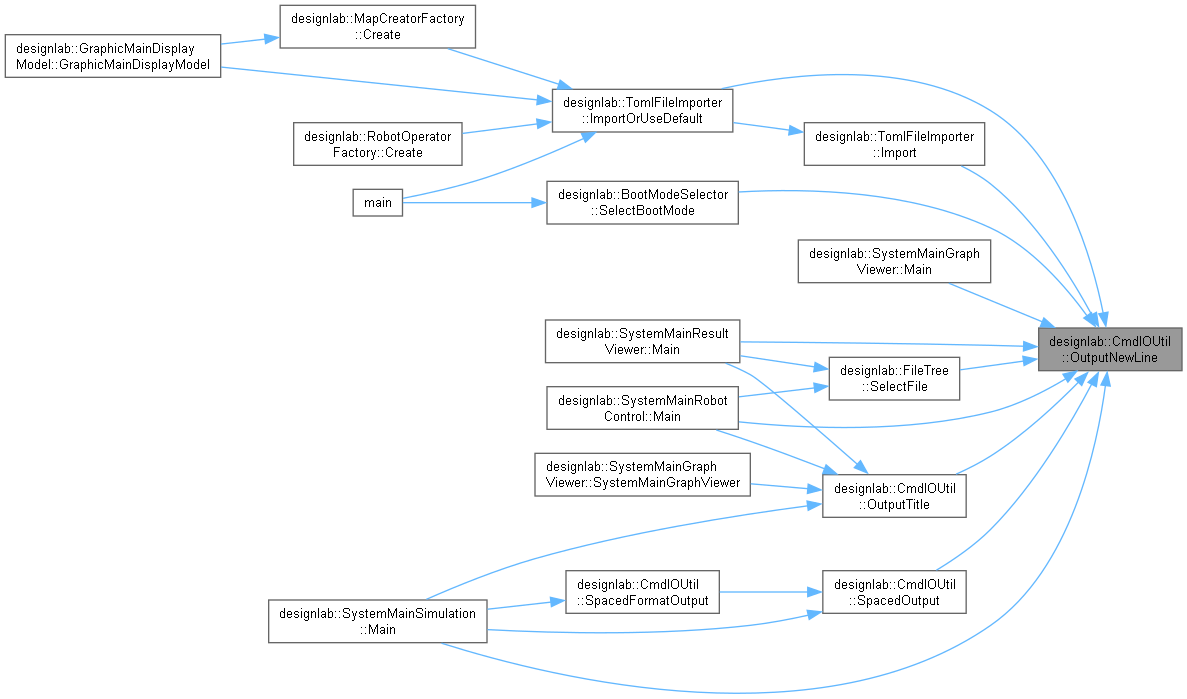 designlab::MapCreatorFactory
::Create
designlab::GraphicMainDisplay
Model::GraphicMainDisplayModel
designlab::TomlFileImporter
::ImportOrUseDefault
designlab::RobotOperator
Factory::Create
designlab::TomlFileImporter
::Import
main
designlab::BootModeSelector
::SelectBootMode
designlab::SystemMainGraph
Viewer::Main
designlab::SystemMainResult
Viewer::Main
designlab::CmdIOUtil
::OutputNewLine
designlab::FileTree
::SelectFile
designlab::SystemMainRobot
Control::Main
designlab::SystemMainGraph
Viewer::SystemMainGraphViewer
designlab::CmdIOUtil
::OutputTitle
designlab::CmdIOUtil
::SpacedFormatOutput
designlab::CmdIOUtil
::SpacedOutput
designlab::SystemMainSimulation
::Main